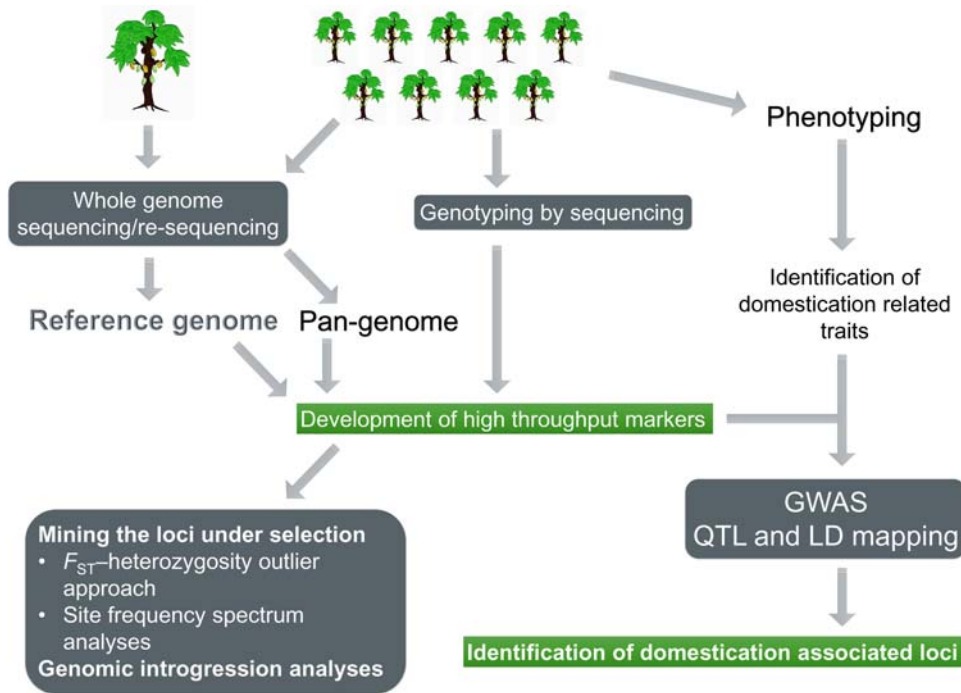 Phenotyping
Whole genome
sequencing/re-sequencing
Genotyping by sequencing
Identification of
domestication related
traits
Reference genome
Pan-genome
Development of high throughput markers
Mining the loci under selection
• FST–heterozygosity outlier
approach
• Site frequency spectrum
analyses
Genomic introgression analyses
GWAS
QTL and LD mapping
Identification of domestication associated loci